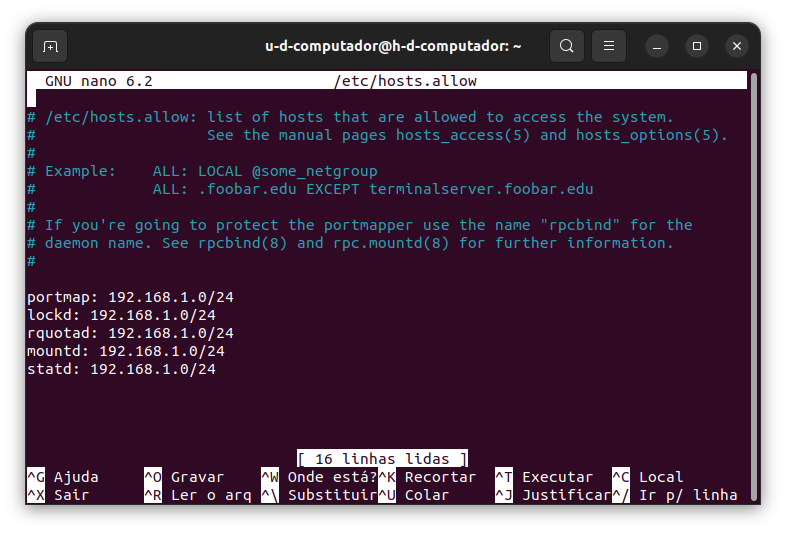 u-d-computador@h-d-computador: ~
GNU nano 6.2 /etc/hosts.allow
# /etc/hosts.allow: list of hosts that are allowed to access the system.
# See the manual pages hosts_access(5) and hosts_options(5).
#
# Example: ALL: LOCAL @some_netgroup
# ALL: .foobar.edu EXCEPT terminalserver.foobar.edu
#
# If you're going to protect the portmapper use the name "rpcbind" for the
# daemon name. See rpcbind(8) and rpc.mountd(8) for further information.
#
portmap: 192.168.1.0/24
lockd: 192.168.1.0/24
rquotad: 192.168.1.0/24
mountd: 192.168.1.0/24
statd: 192.168.1.0/24
[ 16 linhas lidas ]
^G Ajuda ^O Gravar ^W Onde está? ^K Recortar ^T Executar ^C Local
^X Sair ^R Ler o arq ^\ Substituir ^U Colar ^J Justificar ^/ Ir p/ linha